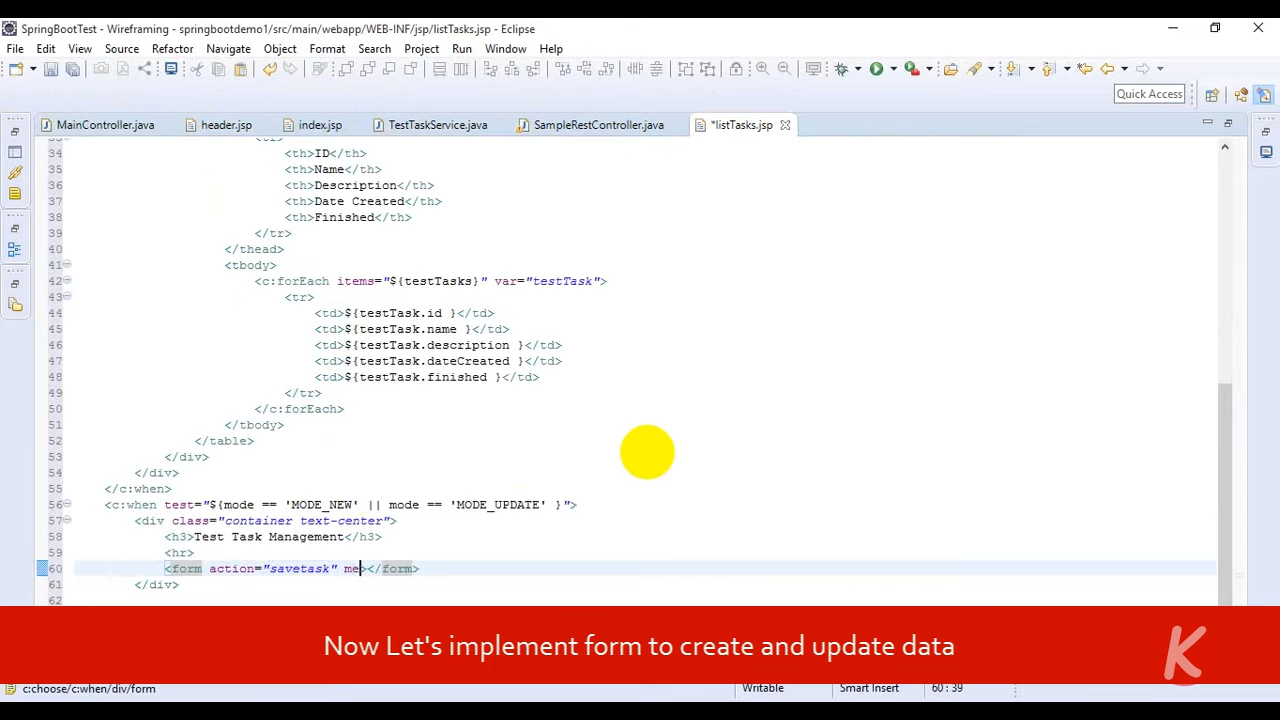 SpringBootTest - Wireframing - springbootdemo1/src/main/webapp/WEB-INF/jsp/listTasks.jsp - Eclipse
File Edit View Source Refactor Navigate Object Format Search Project Run Window Help
Quick Access
MainController.java header.jsp index.jsp TestTaskService.java SampleRestController.java *listTasks.jsp
34 <th>ID</th>
35 <th>Name</th>
36 <th>Description</th>
37 <th>Date Created</th>
38 <th>Finished</th>
39 </tr>
40 </thead>
41 <tbody>
42 <c:forEach items="${testTasks}" var="testTask">
43 <tr>
44 <td>${testTask.id }</td>
45 <td>${testTask.name }</td>
46 <td>${testTask.description }</td>
47 <td>${testTask.dateCreated }</td>
48 <td>${testTask.finished }</td>
49 </tr>
50 </c:forEach>
51 </tbody>
52 </table>
53 </div>
54 </div>
55 </c:when>
56 <c:when test="${mode == 'MODE_NEW' || mode == 'MODE_UPDATE' }">
57 <div class="container text-center">
58 <h3>Test Task Management</h3>
59 <hr>
60 <form action="savetask" me></form>
61 </div>
62
Now Let's implement form to create and update data
K
c:choose/c:when/div/form Writable Smart Insert 60 : 39